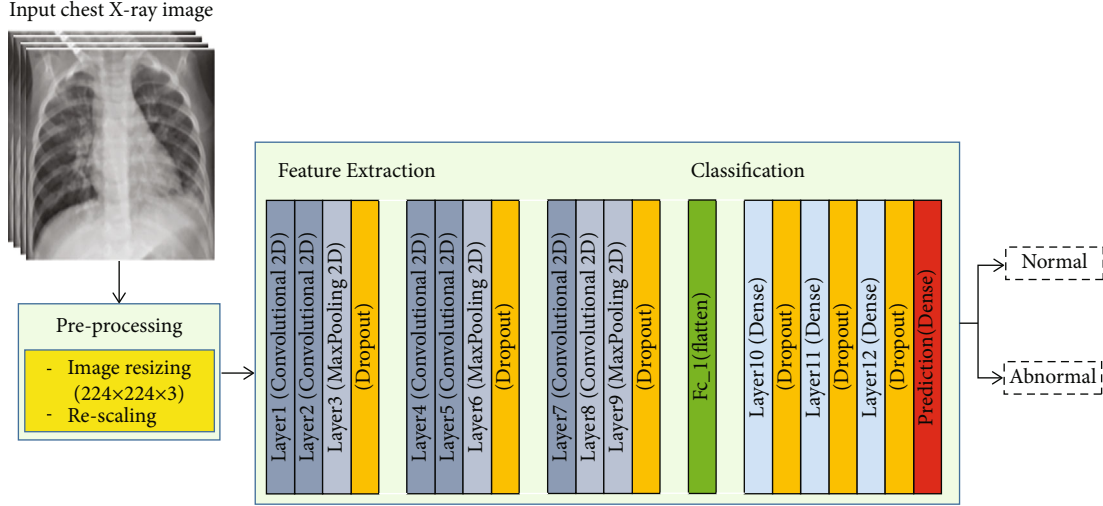 Input chest X-ray image
Pre-processing
- Image resizing
(224×224×3)
- Re-scaling
Feature Extraction
Classification
Layer1 (Convolutional 2D)
Layer2 (Convolutional 2D)
Layer3 (MaxPooling 2D)
(Dropout)
Layer4 (Convolutional 2D)
Layer5 (Convolutional 2D)
Layer6 (MaxPooling 2D)
(Dropout)
Layer7 (Convolutional 2D)
Layer8 (Convolutional 2D)
Layer9 (MaxPooling 2D)
(Dropout)
Fc_1(flatten)
Layer10 (Dense)
(Dropout)
Layer11 (Dense)
(Dropout)
Layer12 (Dense)
(Dropout)
Prediction(Dense)
Normal
Abnormal